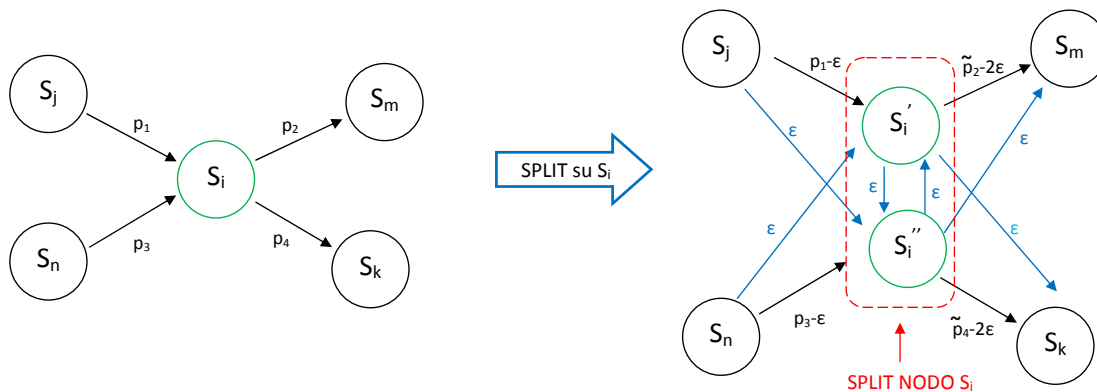 Sⱼ
p₁
p₂
Sₘ
Sᵢ
p₃
p₄
Sₙ
Sₖ
SPLIT su Sᵢ
Sⱼ
p₁-ε
p̃₂-2ε
Sₘ
Sᵢ′
ε
ε
ε
ε
ε
ε
Sᵢ′′
Sₙ
p₃-ε
p̃₄-2ε
Sₖ
SPLIT NODO Sᵢ